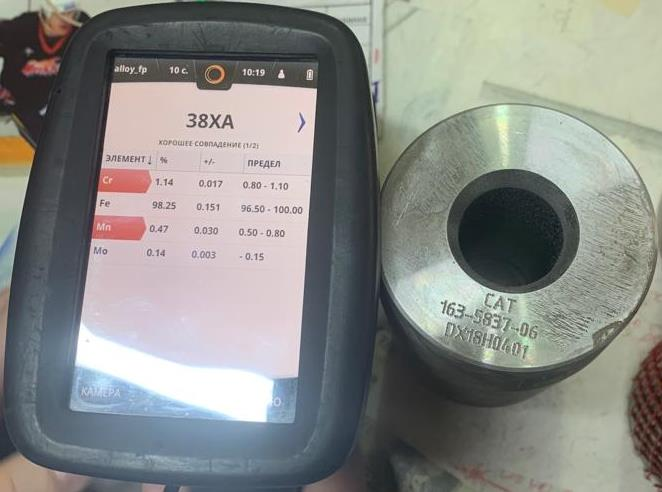 alloy_fp 10 с. 10:19
38ХА
ХОРОШЕЕ СОВПАДЕНИЕ (1/2)
ЭЛЕМЕНТ↓ % +/- ПРЕДЕЛ
Cr 1.14 0.017 0.80 - 1.10
Fe 98.25 0.151 96.50 - 100.00
Mn 0.47 0.030 0.50 - 0.80
Mo 0.14 0.003 - 0.15
КАМЕРА
CAT
163-5837-06
DX18H0401